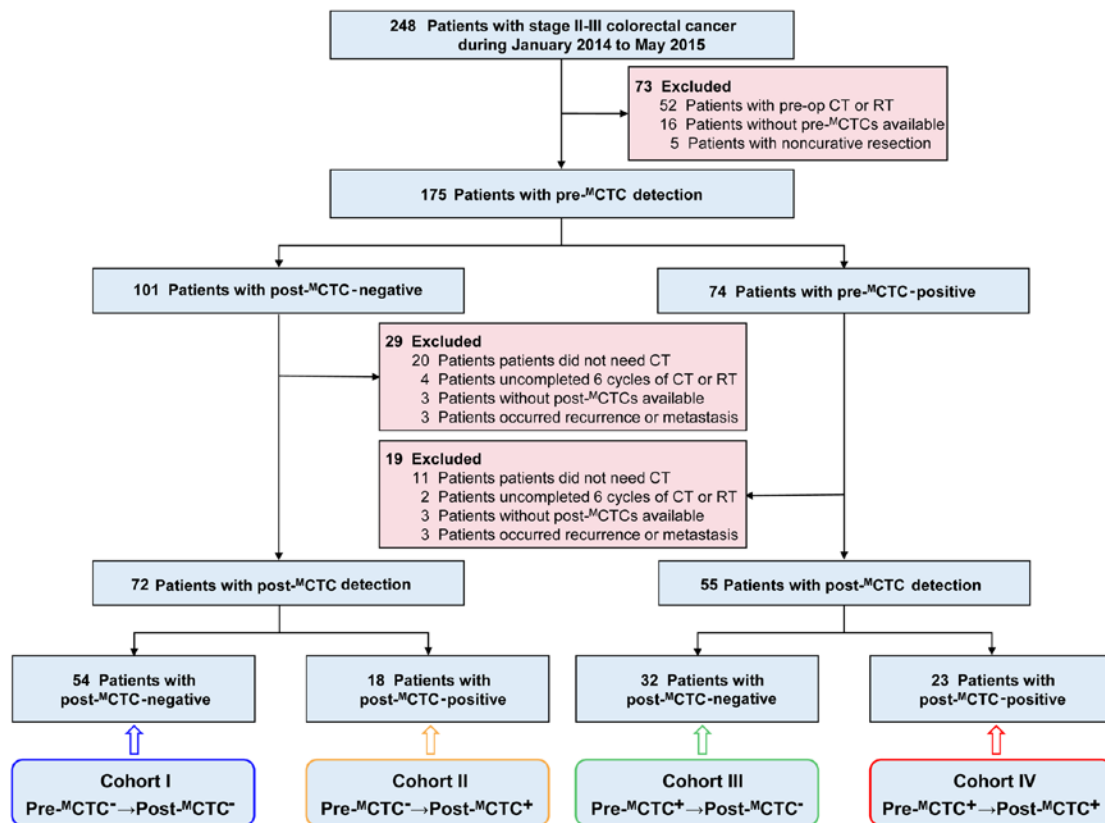 248 Patients with stage II-III colorectal cancer
during January 2014 to May 2015
73 Excluded
52 Patients with pre-op CT or RT
16 Patients without pre-ᴹCTCs available
5 Patients with noncurative resection
175 Patients with pre-ᴹCTC detection
101 Patients with post-ᴹCTC-negative
74 Patients with pre-ᴹCTC-positive
29 Excluded
20 Patients patients did not need CT
4 Patients uncompleted 6 cycles of CT or RT
3 Patients without post-ᴹCTCs available
3 Patients occurred recurrence or metastasis
19 Excluded
11 Patients patients did not need CT
2 Patients uncompleted 6 cycles of CT or RT
3 Patients without post-ᴹCTCs available
3 Patients occurred recurrence or metastasis
72 Patients with post-ᴹCTC detection
55 Patients with post-ᴹCTC detection
54 Patients with
post-ᴹCTC-negative
18 Patients with
post-ᴹCTC-positive
32 Patients with
post-ᴹCTC-negative
23 Patients with
post-ᴹCTC-positive
Cohort I
Pre-ᴹCTC⁻→Post-ᴹCTC⁻
Cohort II
Pre-ᴹCTC⁻→Post-ᴹCTC⁺
Cohort III
Pre-ᴹCTC⁺→Post-ᴹCTC⁻
Cohort IV
Pre-ᴹCTC⁺→Post-ᴹCTC⁺